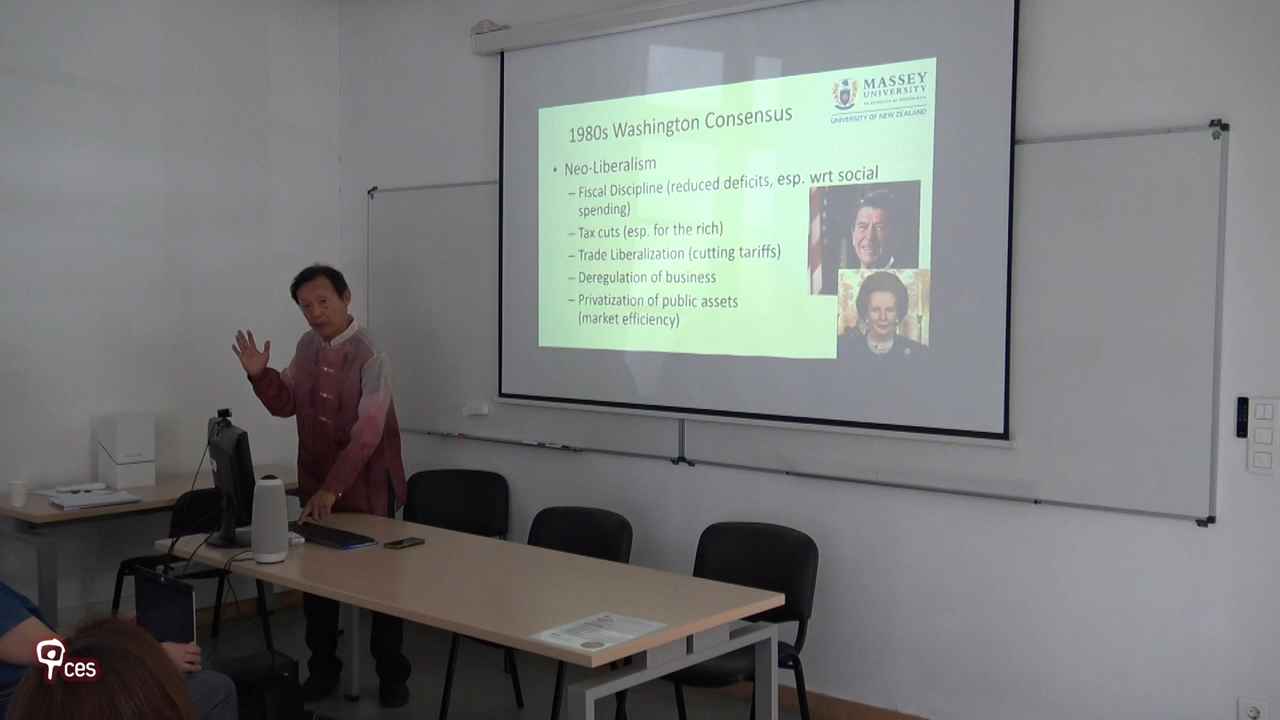 MASSEY
UNIVERSITY
UNIVERSITY OF NEW ZEALAND
1980s Washington Consensus
• Neo-Liberalism
– Fiscal Discipline (reduced deficits, esp. wrt social
spending)
– Tax cuts (esp. for the rich)
– Trade Liberalization (cutting tariffs)
– Deregulation of business
– Privatization of public assets
(market efficiency)
ces